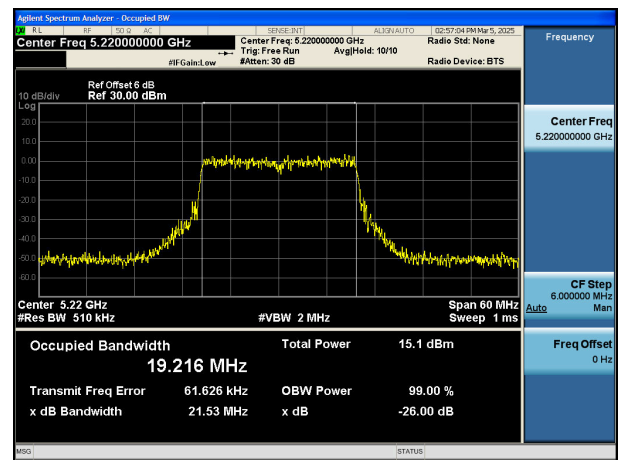 Agilent Spectrum Analyzer - Occupied BW
RL RF 50 Ω AC SENSE:INT ALIGN AUTO 02:57:04 PM Mar 5, 2025
Center Freq 5.220000000 GHz Center Freq: 5.220000000 GHz Radio Std: None Frequency
Trig: Free Run Avg|Hold: 10/10
#IFGain:Low #Atten: 30 dB Radio Device: BTS
Ref Offset 6 dB
10 dB/div Ref 30.00 dBm
Log
20.0
10.0
0.00
-10.0
-20.0
-30.0
-40.0
-50.0
-60.0
Center Freq
5.220000000 GHz
Center 5.22 GHz Span 60 MHz
#Res BW 510 kHz #VBW 2 MHz Sweep 1 ms
CF Step
6.000000 MHz
Auto Man
Occupied Bandwidth Total Power 15.1 dBm
19.216 MHz
Transmit Freq Error 61.626 kHz OBW Power 99.00 %
x dB Bandwidth 21.53 MHz x dB -26.00 dB
Freq Offset
0 Hz
MSG STATUS